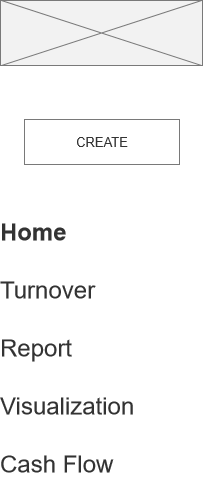 CREATE
Home
Turnover
Report
Visualization
Cash Flow